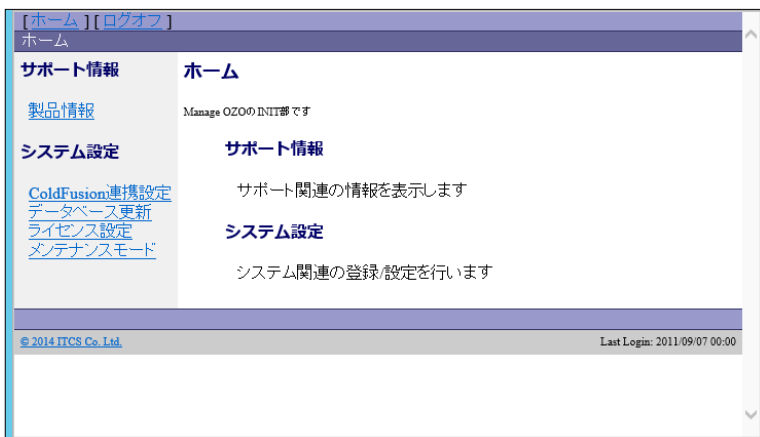 [ホーム ] [ログオフ ]
ホーム
サポート情報
製品情報
システム設定
ColdFusion連携設定
データベース更新
ライセンス設定
メンテナンスモード
ホーム
Manage OZOの INIT部です
サポート情報
サポート関連の情報を表示します
システム設定
システム関連の登録/設定を行います
© 2014 ITCS Co. Ltd.
Last Login: 2011/09/07 00:00